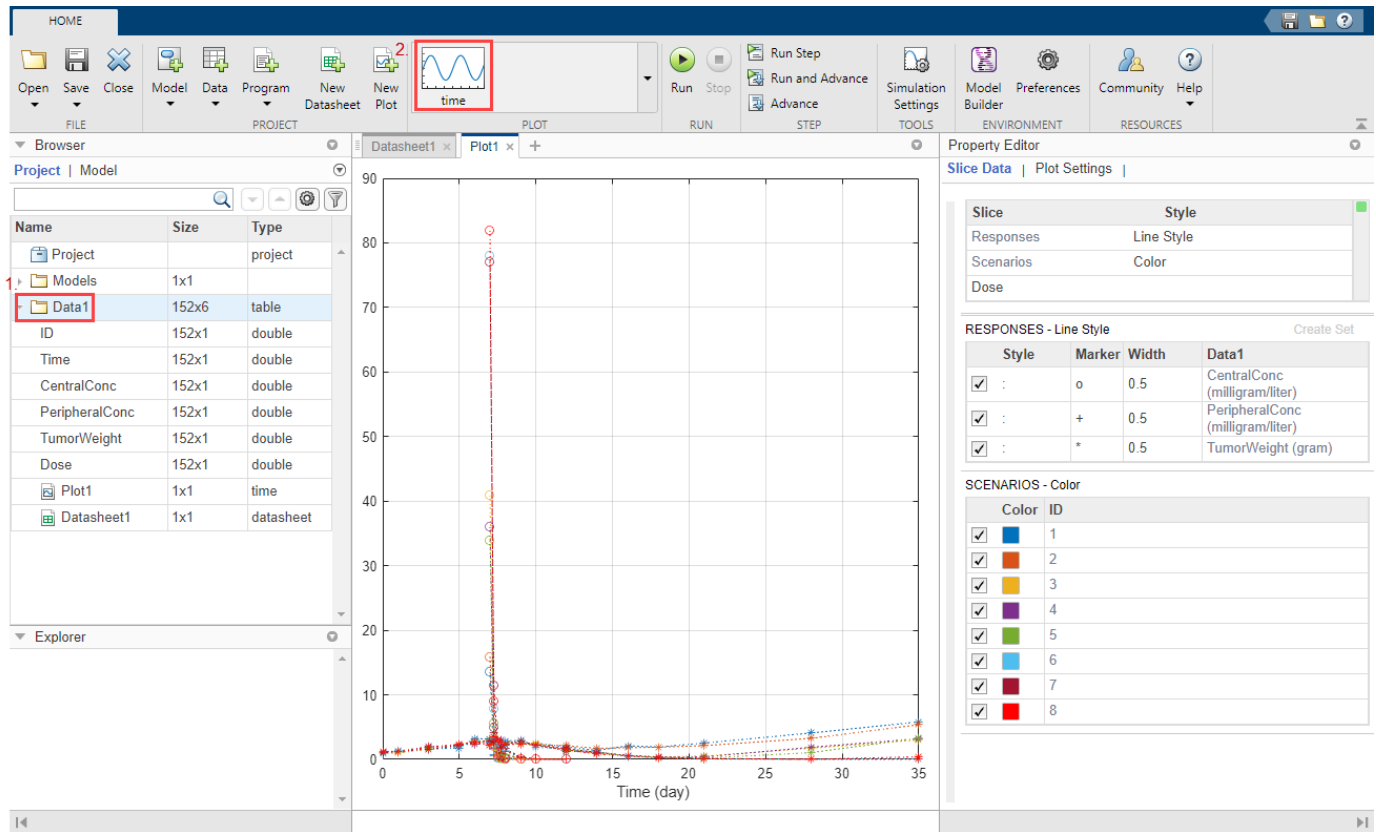 HOME
Open
Save
Close
FILE
Model
Data
Program
New Datasheet
PROJECT
2.
New Plot
time
PLOT
Run
Stop
RUN
Run Step
Run and Advance
Advance
STEP
Simulation Settings
TOOLS
Model Builder
Preferences
ENVIRONMENT
Community
Help
RESOURCES
Browser
Project | Model
Name Size Type
Project project
1.
Models 1x1
Data1 152x6 table
ID 152x1 double
Time 152x1 double
CentralConc 152x1 double
PeripheralConc 152x1 double
TumorWeight 152x1 double
Dose 152x1 double
Plot1 1x1 time
Datasheet1 1x1 datasheet
Explorer
Datasheet1 × Plot1 × +
90
80
70
60
50
40
30
20
10
0
0 5 10 15 20 25 30 35
Time (day)
Property Editor
Slice Data | Plot Settings |
Slice Style
Responses Line Style
Scenarios Color
Dose
RESPONSES - Line Style Create Set
Style Marker Width Data1
: o 0.5 CentralConc
(milligram/liter)
: + 0.5 PeripheralConc
(milligram/liter)
: * 0.5 TumorWeight (gram)
SCENARIOS - Color
Color ID
1
2
3
4
5
6
7
8